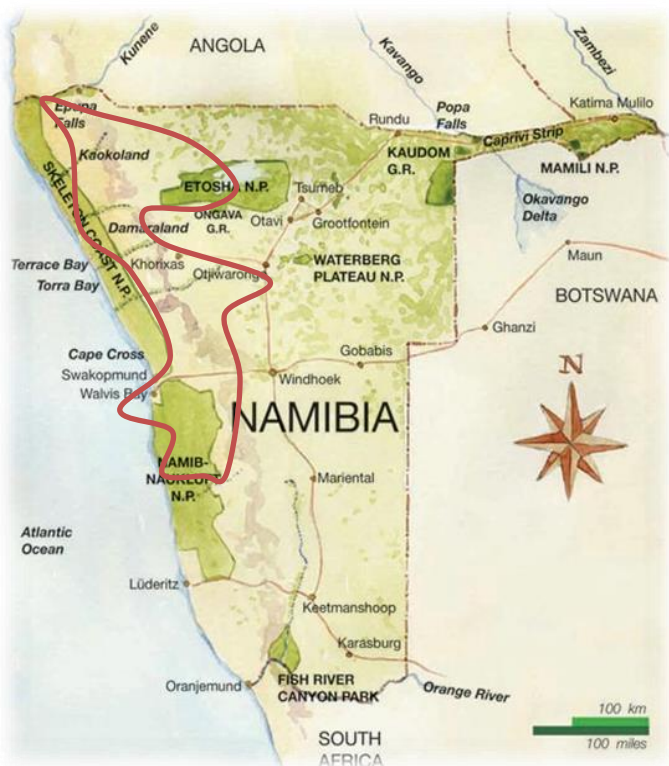 Kunene
ANGOLA
Kavango
Zambezi
Epupa
Falls
Rundu
Popa
Falls
Katima Mulilo
Caprivi Strip
Kaokoland
KAUDOM
G.R.
MAMILI N.P.
ETOSHA N.P.
Tsumeb
Okavango
Delta
SKELETON COAST N.P.
ONGAVA
G.R.
Otavi
Grootfontein
Damaraland
Terrace Bay
Khorixas
Otjiwarong
WATERBERG
PLATEAU N.P.
Maun
Torra Bay
BOTSWANA
Ghanzi
Cape Cross
Gobabis
N
Swakopmund
Windhoek
Walvis Bay
NAMIBIA
NAMIB-
NAUKLUFT
N.P.
Mariental
Atlantic
Ocean
Lüderitz
Keetmanshoop
Karasburg
Oranjemund
FISH RIVER
CANYON PARK
Orange River
100 km
100 miles
SOUTH
AFRICA